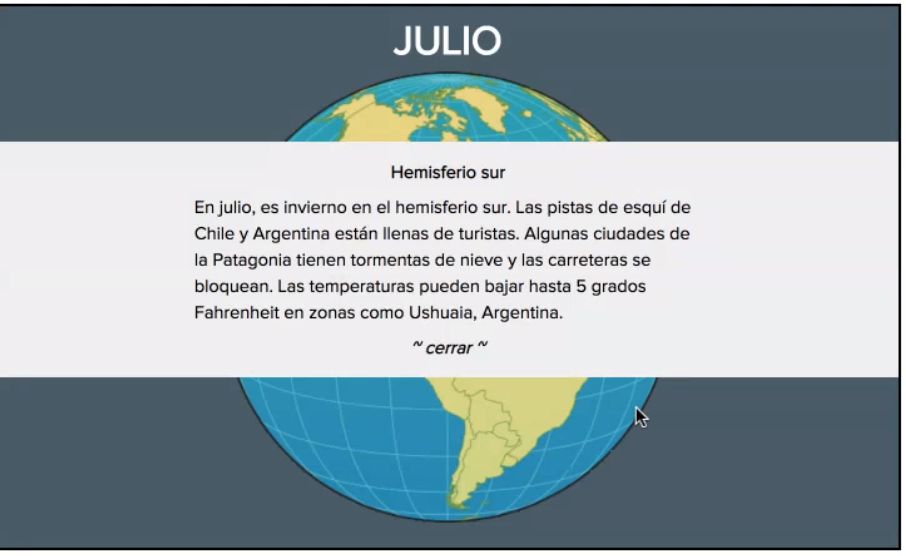 JULIO
Hemisferio sur
En julio, es invierno en el hemisferio sur. Las pistas de esquí de
Chile y Argentina están llenas de turistas. Algunas ciudades de
la Patagonia tienen tormentas de nieve y las carreteras se
bloquean. Las temperaturas pueden bajar hasta 5 grados
Fahrenheit en zonas como Ushuaia, Argentina.
~ cerrar ~